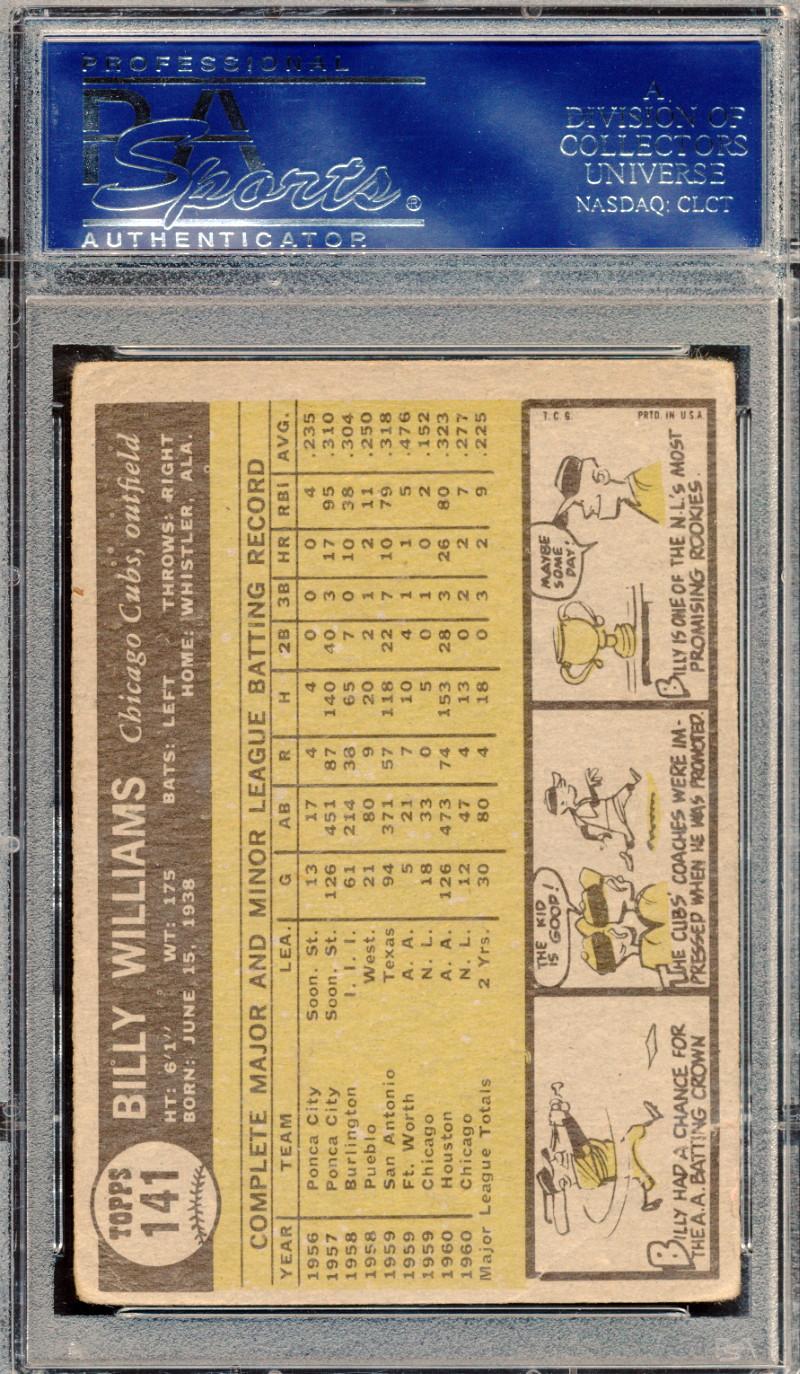 PROFESSIONAL
PSA
Sports®
AUTHENTICATOR
A
DIVISION OF
COLLECTORS
UNIVERSE
NASDAQ: CLCT
TOPPS
141
BILLY WILLIAMS Chicago Cubs, outfield
HT: 6'1" WT: 175 BATS: LEFT THROWS: RIGHT
BORN: JUNE 15, 1938 HOME: WHISTLER, ALA.
COMPLETE MAJOR AND MINOR LEAGUE BATTING RECORD
YEAR TEAM LEA. G AB R H 2B 3B HR RBI AVG.
1956 Ponca City Soon. St. 13 17 4 4 0 0 0 4 .235
1957 Ponca City Soon. St. 126 451 87 140 40 3 17 95 .310
1958 Burlington I. I. I. 61 214 38 65 7 0 10 38 .304
1958 Pueblo West. 21 80 9 20 2 1 2 11 .250
1959 San Antonio Texas 94 371 57 118 22 7 10 79 .318
1959 Ft. Worth A. A. 5 21 7 10 4 1 1 5 .476
1959 Chicago N. L. 18 33 0 5 0 1 0 2 .152
1960 Houston A. A. 126 473 74 153 28 3 26 80 .323
1960 Chicago N. L. 12 47 4 13 0 2 2 7 .277
Major League Totals 2 Yrs. 30 80 4 18 0 3 2 9 .225
BILLY HAD A CHANCE FOR
THE A.A. BATTING CROWN
THE KID
IS GOOD!
THE CUBS' COACHES WERE IM-
PRESSED WHEN HE WAS PROMOTED.
T.C.G. PRTD. IN U.S.A.
MAYBE
SOME
DAY!
BILLY IS ONE OF THE N.L.'S MOST
PROMISING ROOKIES.
PSA